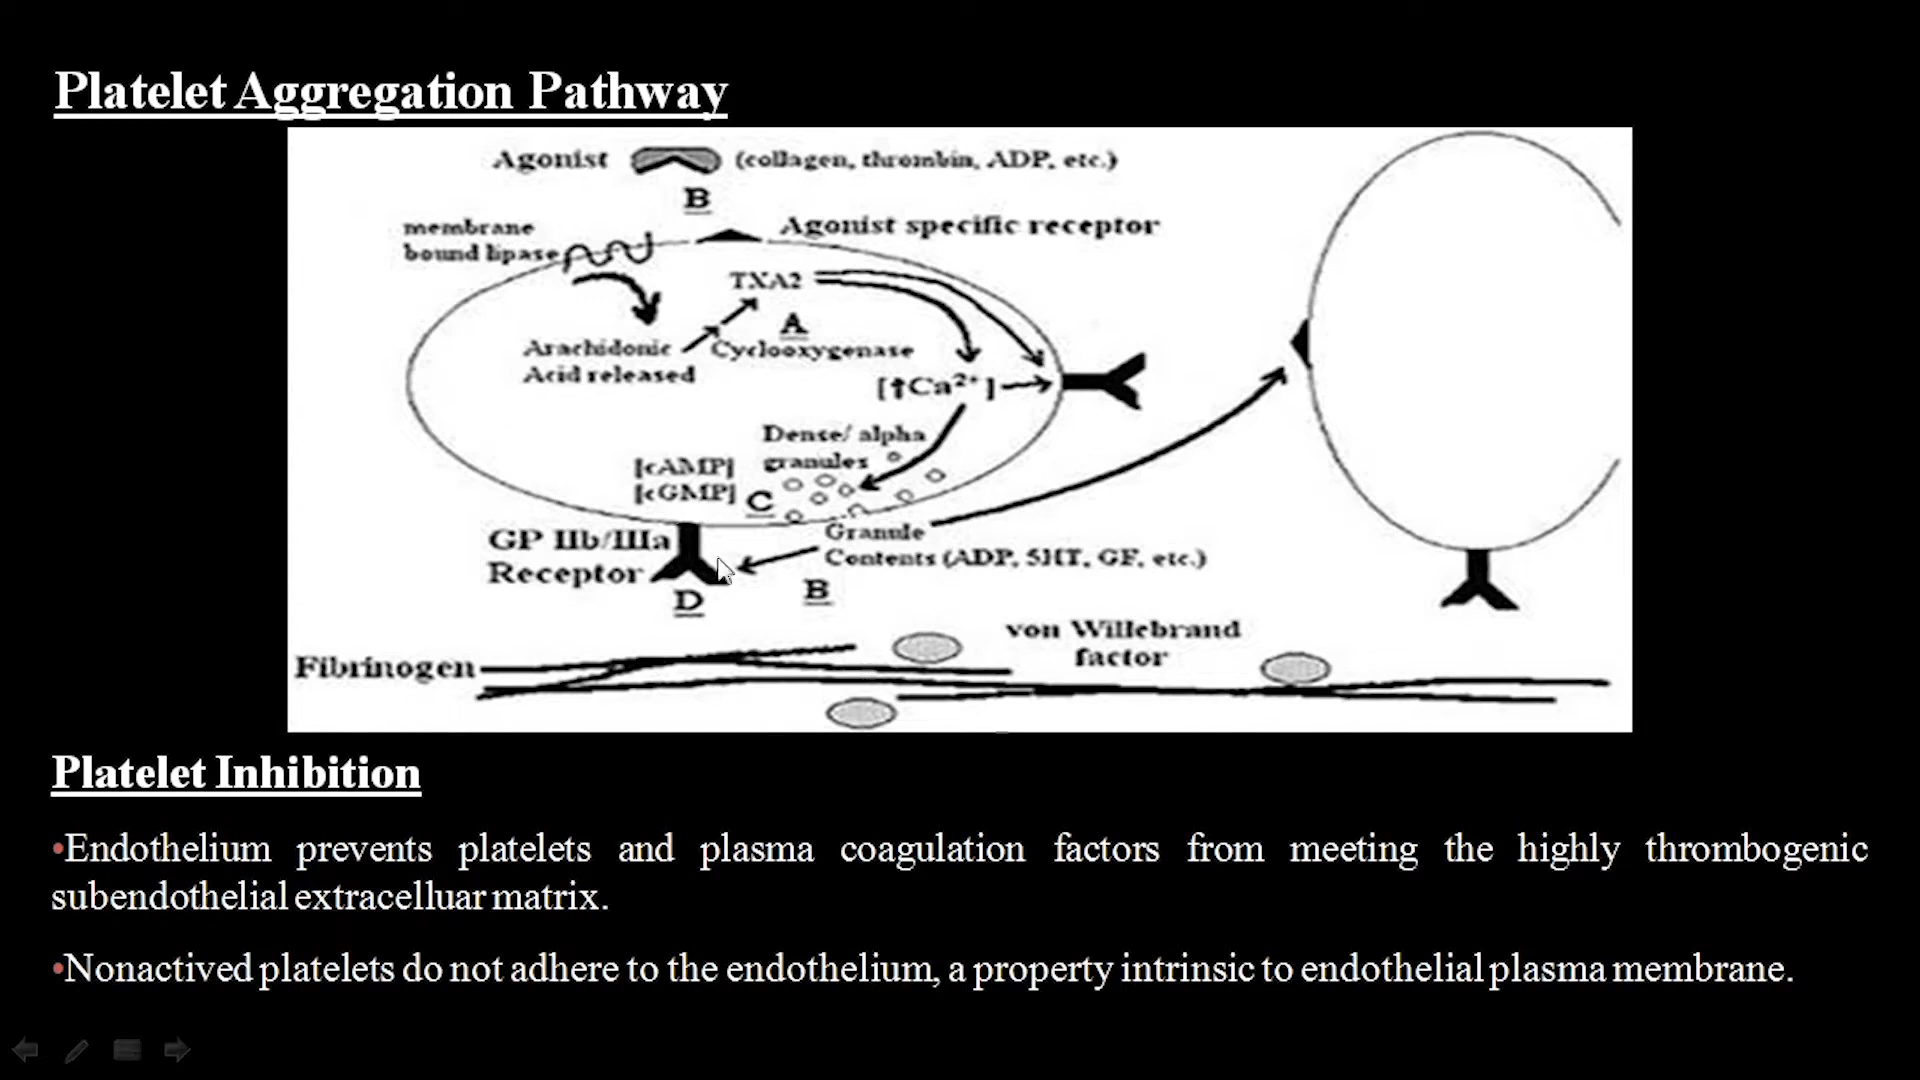 Platelet Aggregation Pathway
Agonist (collagen, thrombin, ADP, etc.)
B
membrane
bound lipase
Agonist specific receptor
TXA2
A
Arachidonic
Acid released
Cyclooxygenase
[↑Ca²⁺]
Dense/ alpha
granules
[cAMP]
[cGMP]
C
GP IIb/IIIa
Receptor
D
Granule
Contents (ADP, 5HT, GF, etc.)
B
von Willebrand
factor
Fibrinogen
Platelet Inhibition
•Endothelium prevents platelets and plasma coagulation factors from meeting the highly thrombogenic
subendothelial extracelluar matrix.
•Nonactived platelets do not adhere to the endothelium, a property intrinsic to endothelial plasma membrane.